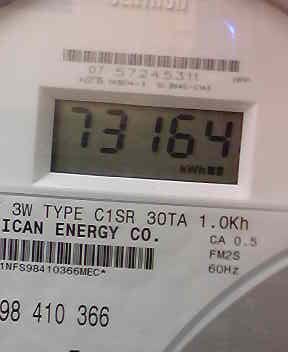 07 57245311
73164
kWh
3W TYPE C1SR 30TA 1.0Kh
ICAN ENERGY CO.
CA 0.5
FM2S
60Hz
1NFS98410366MEC*
98 410 366